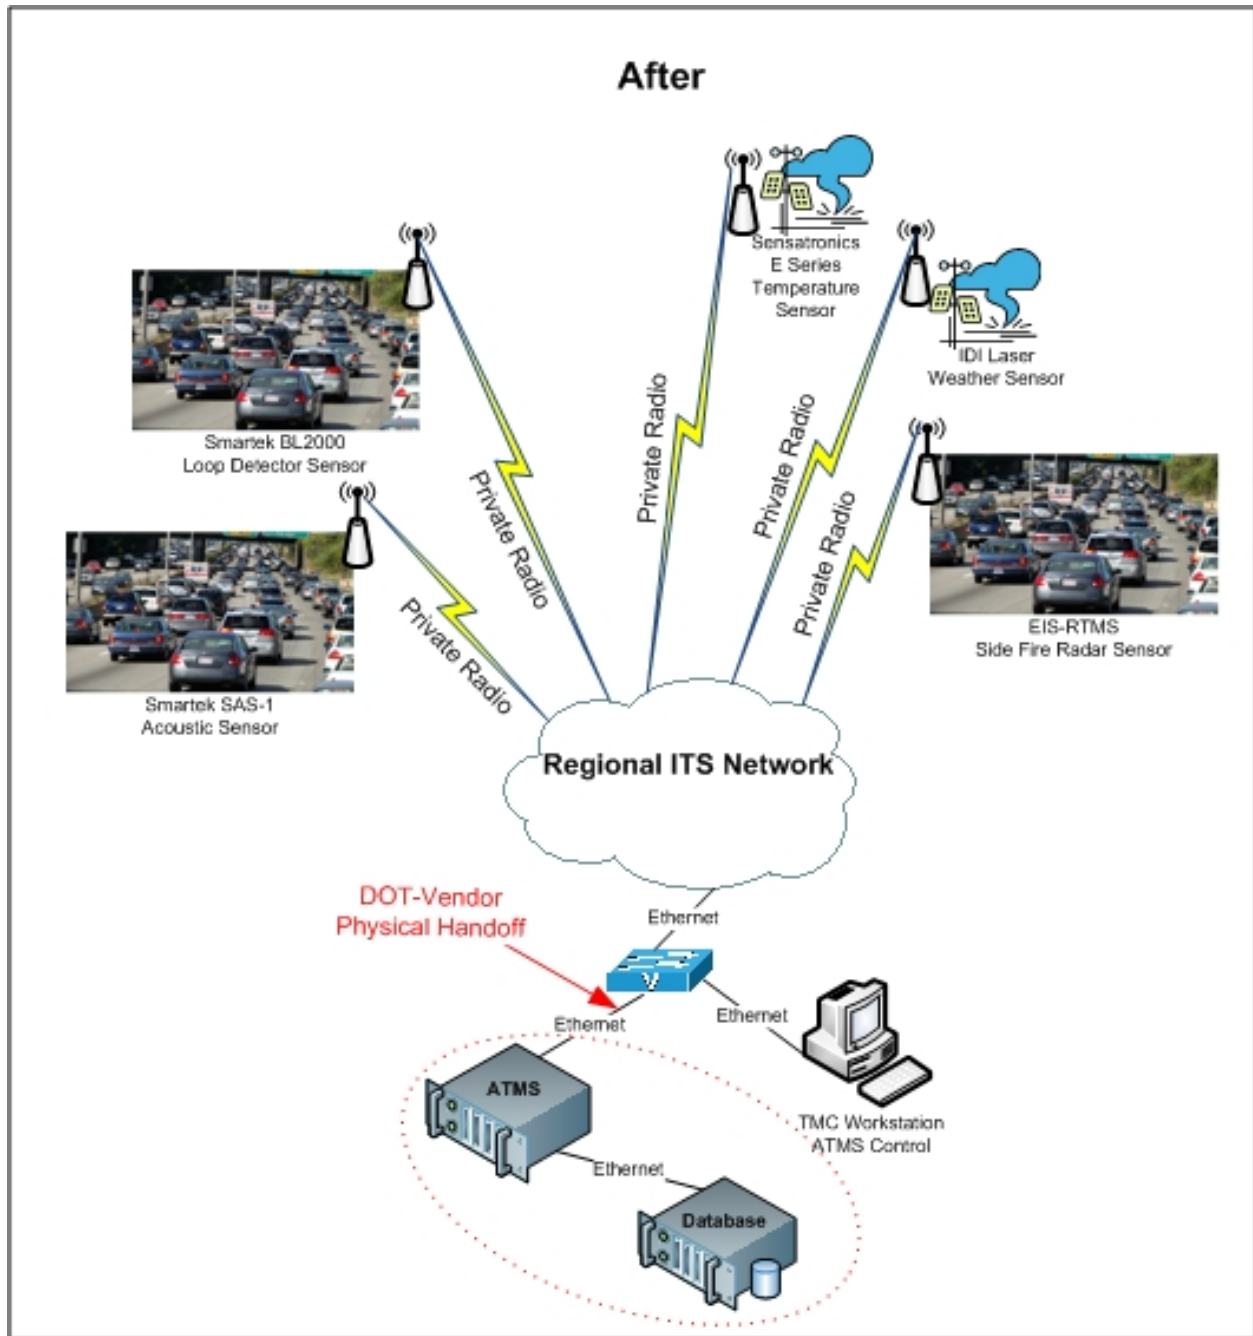 After
Sensatronics
E Series
Temperature
Sensor
IDI Laser
Weather Sensor
Smartek BL2000
Loop Detector Sensor
EIS-RTMS
Side Fire Radar Sensor
Smartek SAS-1
Acoustic Sensor
Private Radio
Private Radio
Private Radio
Private Radio
Private Radio
Regional ITS Network
DOT-Vendor
Physical Handoff
Ethernet
V
Ethernet
Ethernet
ATMS
TMC Workstation
ATMS Control
Ethernet
Database